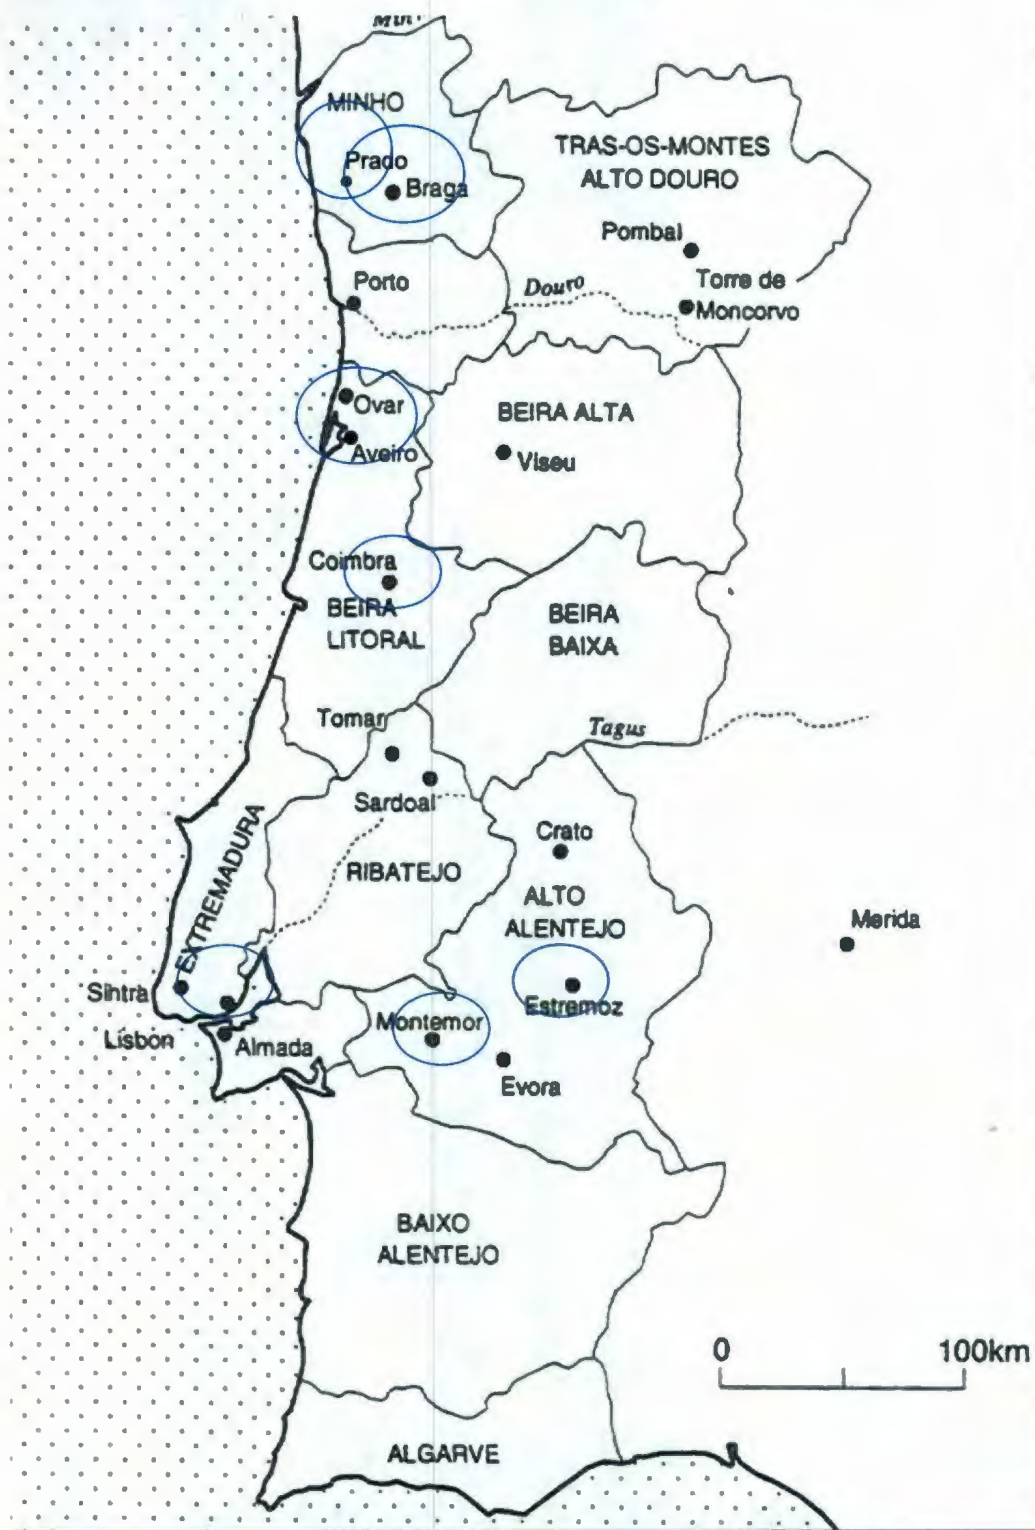 Min
MINHO
Prado
Braga
TRAS-OS-MONTES
ALTO DOURO
Pombal
Torre de
Moncorvo
Porto
Douro
Ovar
Aveiro
BEIRA ALTA
Viseu
Coimbra
BEIRA
LITORAL
BEIRA
BAIXA
Tomar
Tagus
Sardoal
EXTREMADURA
RIBATEJO
Crato
ALTO
ALENTEJO
Merida
Sintra
Estremoz
Montemor
Lisbon
Almada
Evora
BAIXO
ALENTEJO
0 100km
ALGARVE